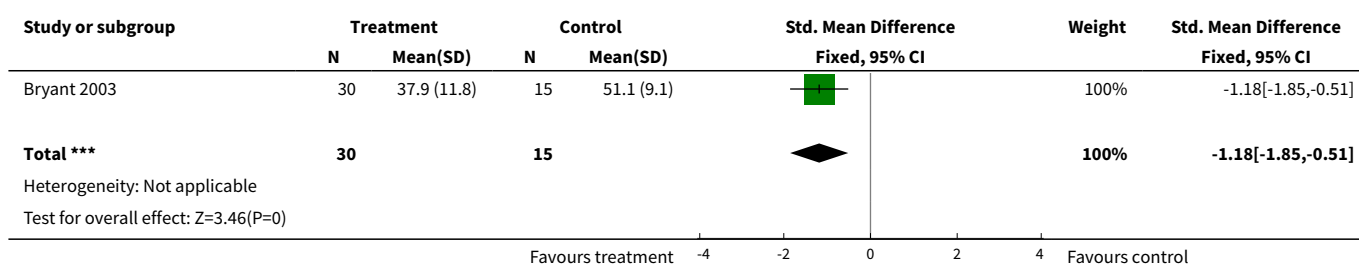 Study or subgroup Treatment Control Std. Mean Difference Weight Std. Mean Difference
N Mean(SD) N Mean(SD) Fixed, 95% CI Fixed, 95% CI
Bryant 2003 30 37.9 (11.8) 15 51.1 (9.1) 100% -1.18[-1.85,-0.51]
Total *** 30 15 100% -1.18[-1.85,-0.51]
Heterogeneity: Not applicable
Test for overall effect: Z=3.46(P=0)
Favours treatment -4 -2 0 2 4 Favours control